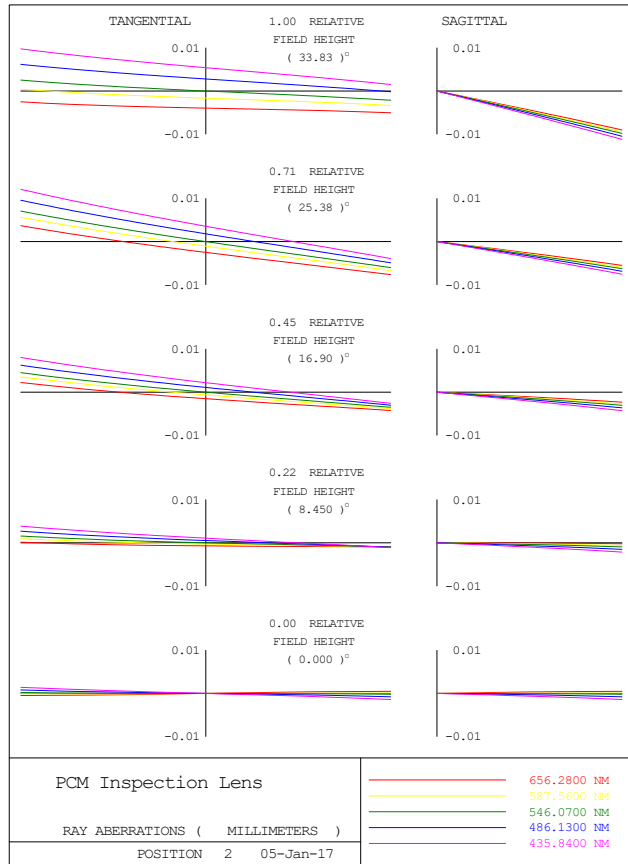 TANGENTIAL 1.00 RELATIVE SAGITTAL
FIELD HEIGHT
( 33.83 )°
0.01 0.01
-0.01 -0.01
0.71 RELATIVE
FIELD HEIGHT
( 25.38 )°
0.01 0.01
-0.01 -0.01
0.45 RELATIVE
FIELD HEIGHT
( 16.90 )°
0.01 0.01
-0.01 -0.01
0.22 RELATIVE
FIELD HEIGHT
( 8.450 )°
0.01 0.01
-0.01 -0.01
0.00 RELATIVE
FIELD HEIGHT
( 0.000 )°
0.01 0.01
-0.01 -0.01
PCM Inspection Lens
RAY ABERRATIONS ( MILLIMETERS )
POSITION 2 05-Jan-17
656.2800 NM
587.5600 NM
546.0700 NM
486.1300 NM
435.8400 NM